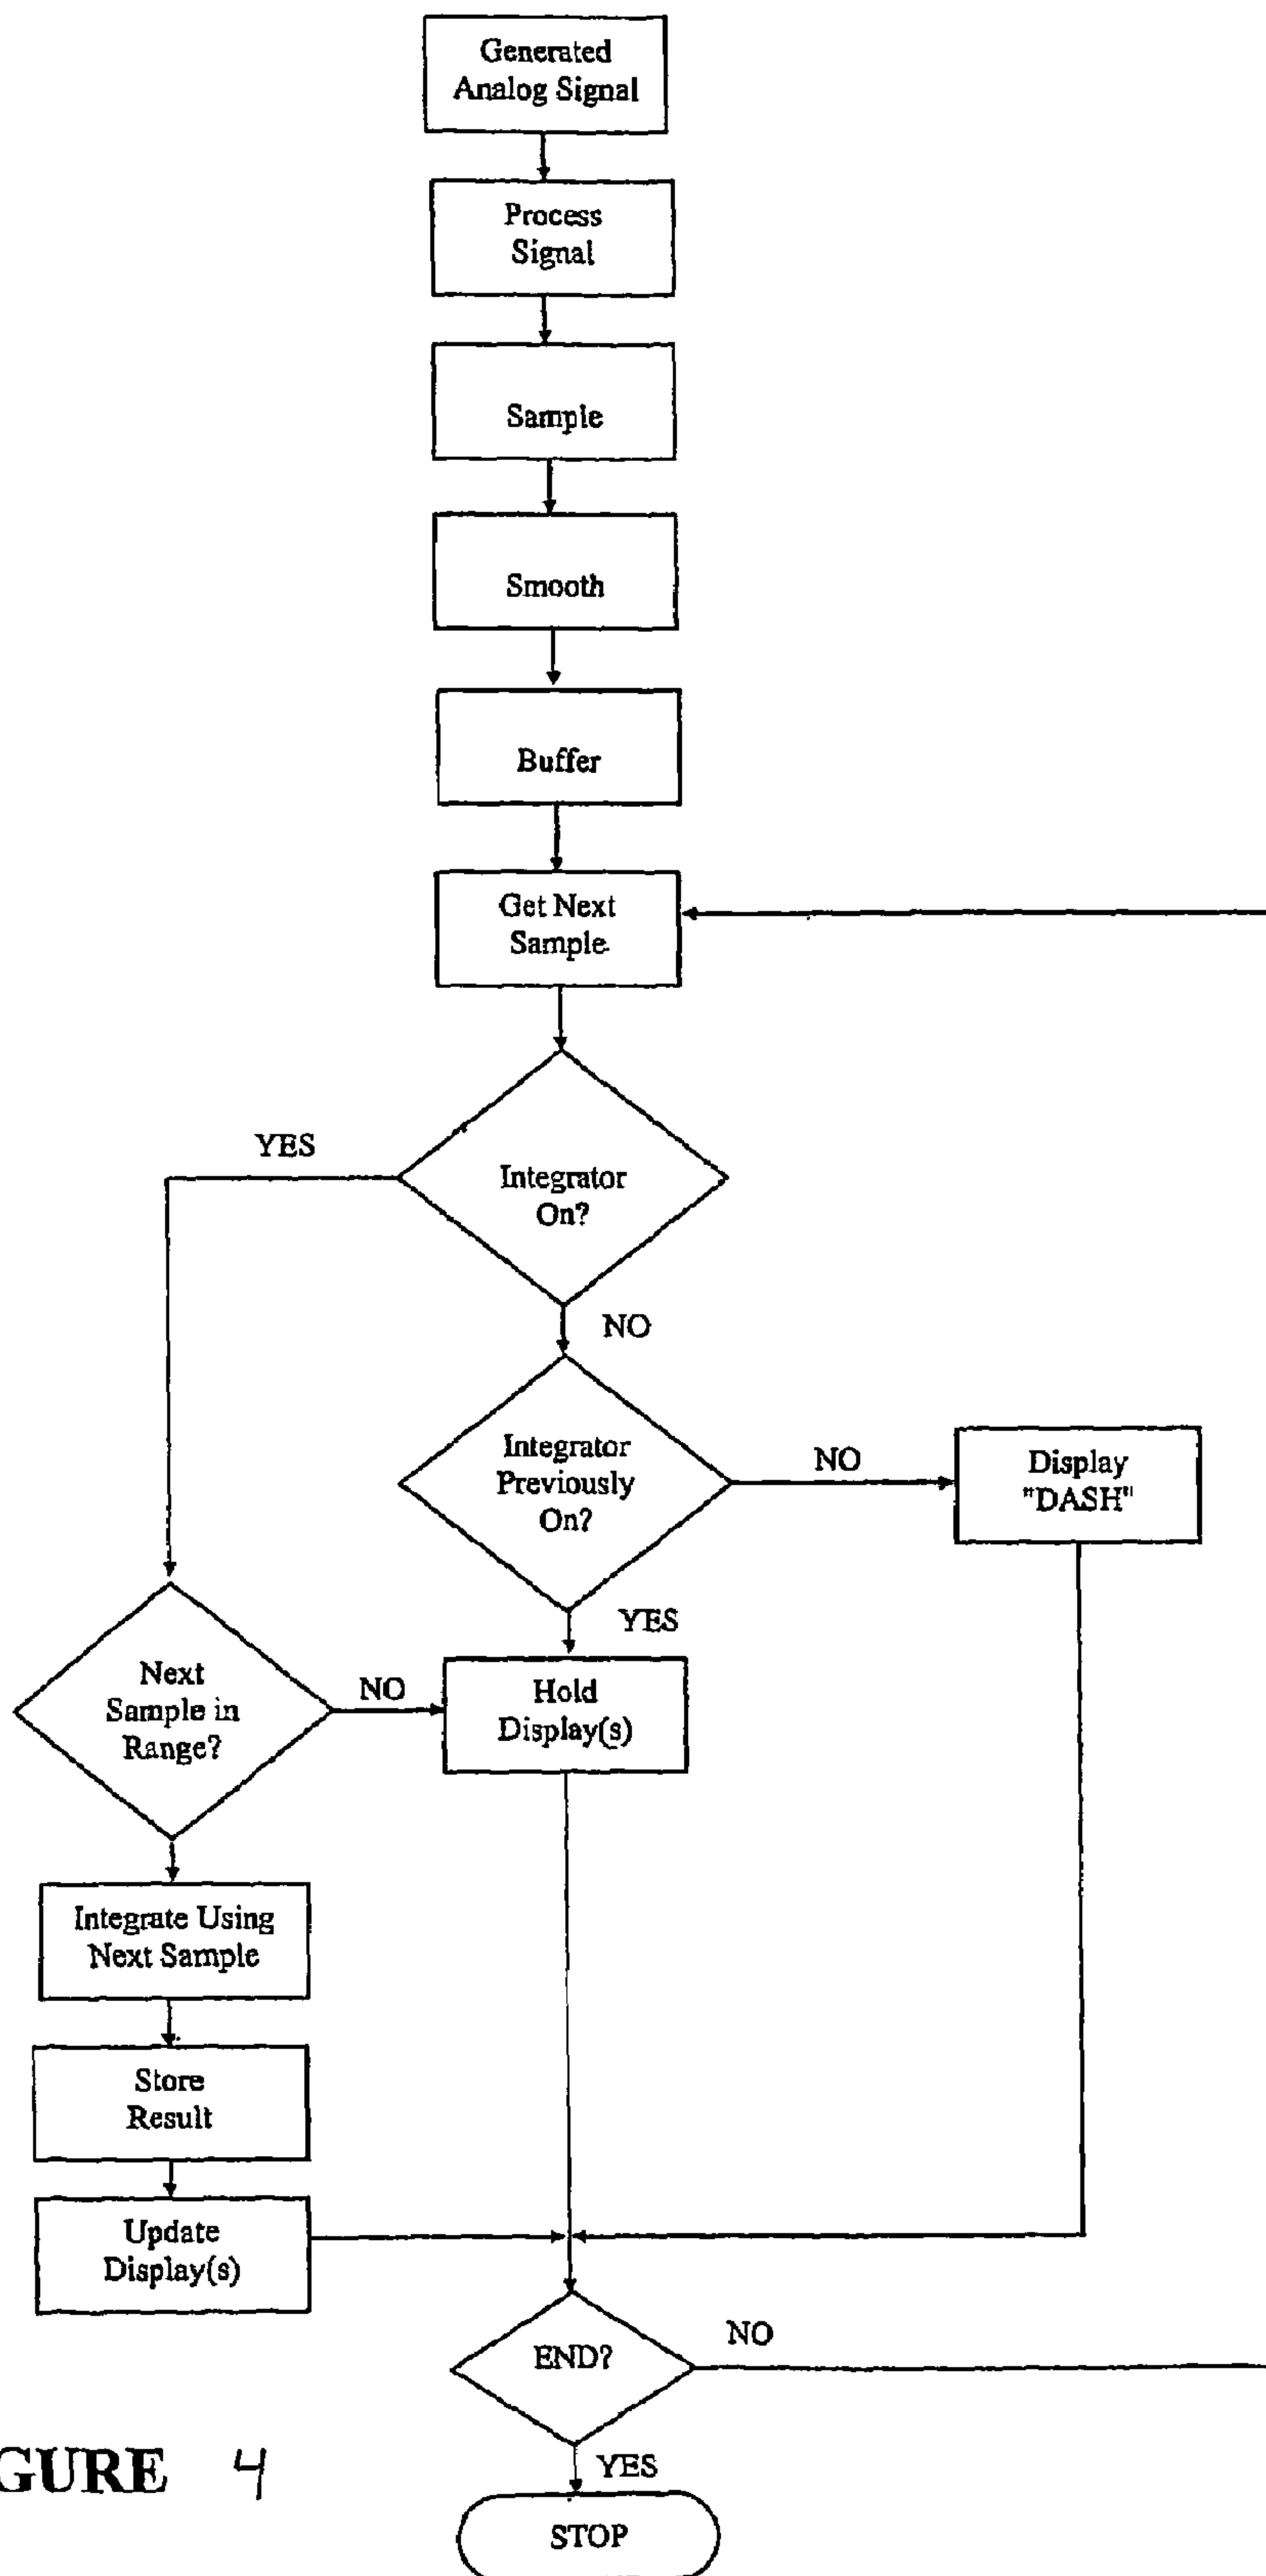 Generated
Analog Signal
Process
Signal
Sample
Smooth
Buffer
Get Next
Sample
YES
Integrator
On?
NO
Integrator
Previously
On?
NO
Display
"DASH"
YES
Next
Sample in
Range?
NO
Hold
Display(s)
Integrate Using
Next Sample
Store
Result
Update
Display(s)
END?
NO
YES
GURE 4
STOP